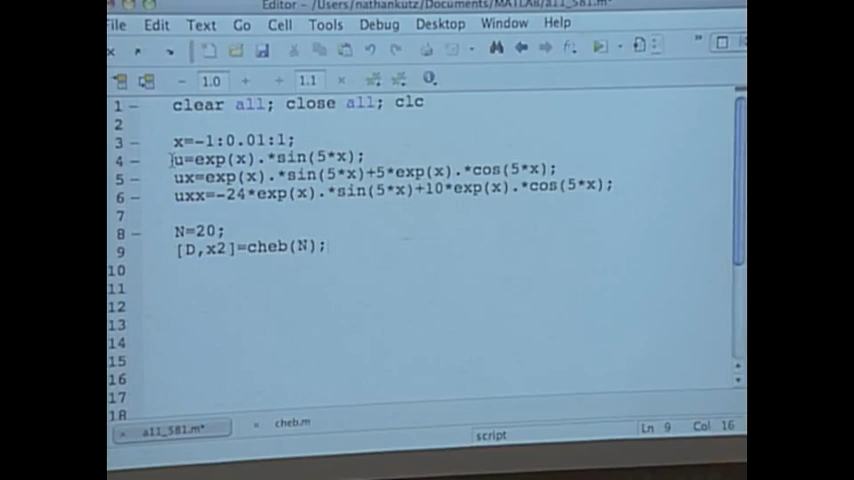 Editor - /Users/nathankutz/Documents/MATLAB/a11_581.m*
File Edit Text Go Cell Tools Debug Desktop Window Help
1.0 1.1
1 clear all; close all; clc
2
3 x=-1:0.01:1;
4 u=exp(x).*sin(5*x);
5 ux=exp(x).*sin(5*x)+5*exp(x).*cos(5*x);
6 uxx=-24*exp(x).*sin(5*x)+10*exp(x).*cos(5*x);
7
8 N=20;
9 [D,x2]=cheb(N);
10
11
12
13
14
15
16
17
18
a11_581.m* cheb.m
script Ln 9 Col 16